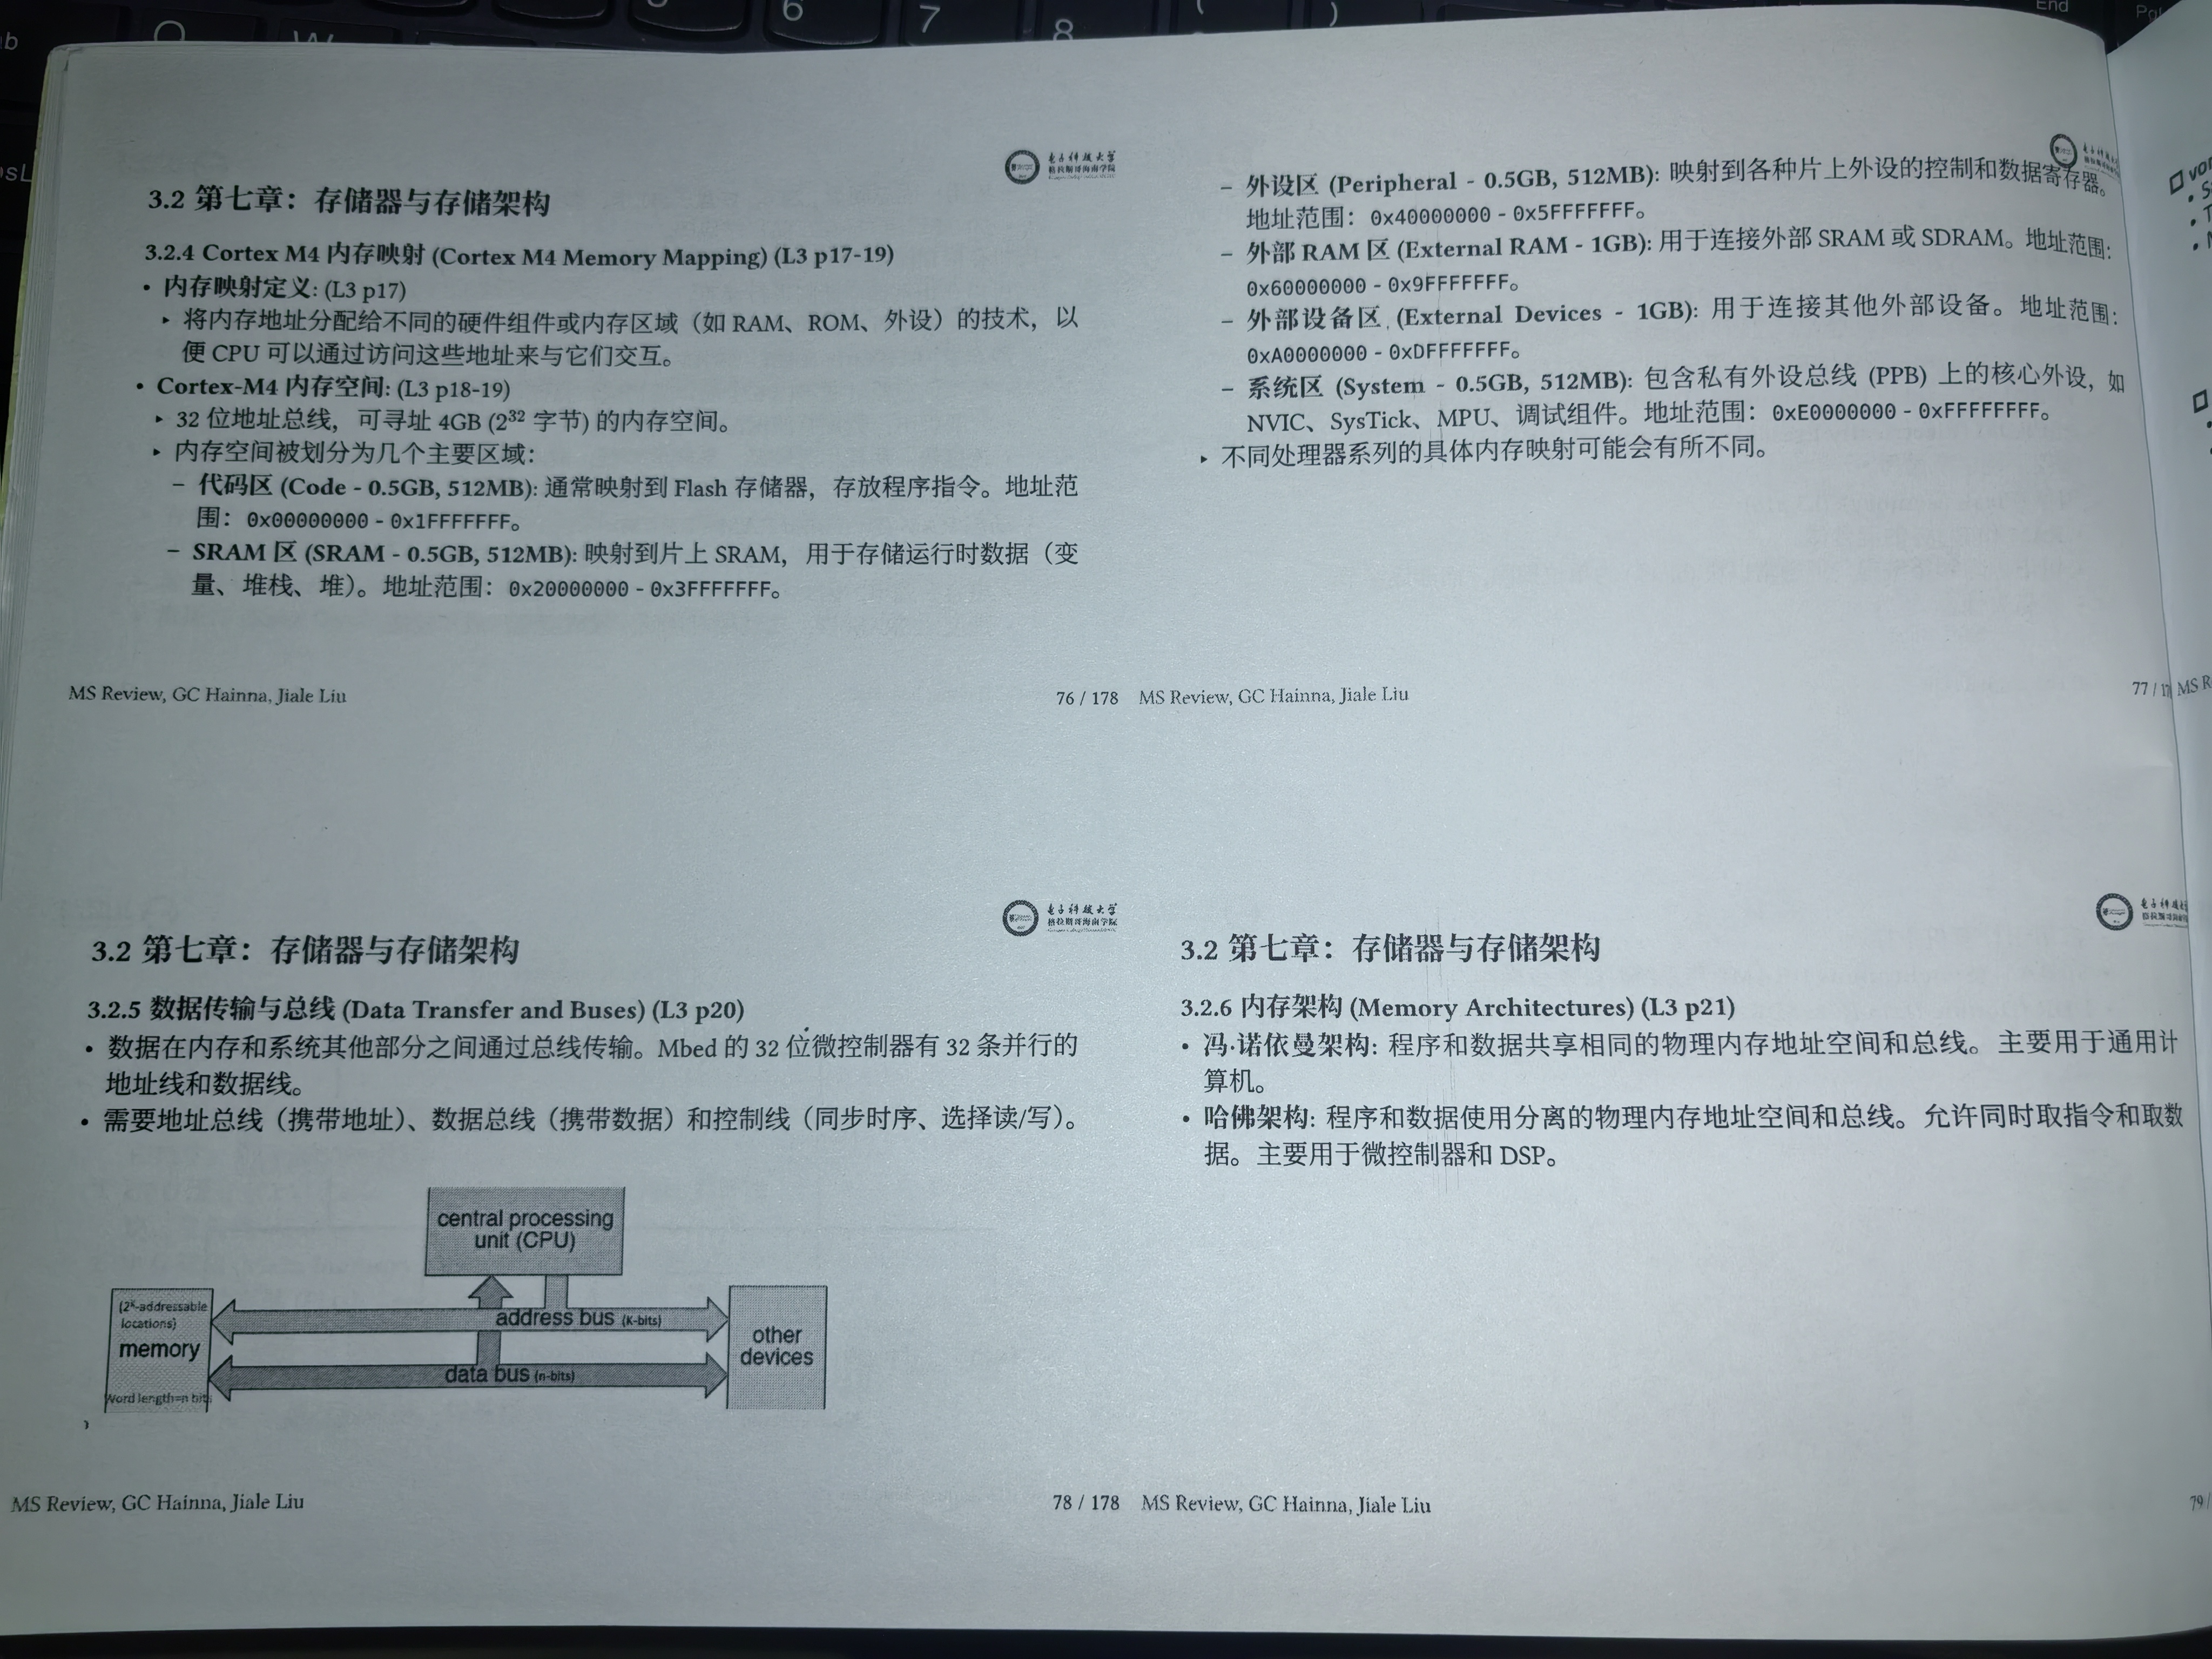 3.2 第七章：存储器与存储架构
3.2.4 Cortex M4 内存映射 (Cortex M4 Memory Mapping) (L3 p17-19)
• 内存映射定义: (L3 p17)
‣ 将内存地址分配给不同的硬件组件或内存区域（如 RAM、ROM、外设）的技术，以
便 CPU 可以通过访问这些地址来与它们交互。
• Cortex-M4 内存空间: (L3 p18-19)
‣ 32 位地址总线，可寻址 4GB (2³² 字节) 的内存空间。
‣ 内存空间被划分为几个主要区域：
– 代码区 (Code - 0.5GB, 512MB): 通常映射到 Flash 存储器，存放程序指令。地址范
围：0x00000000 - 0x1FFFFFFF。
– SRAM 区 (SRAM - 0.5GB, 512MB): 映射到片上 SRAM，用于存储运行时数据（变
量、堆栈、堆）。地址范围：0x20000000 - 0x3FFFFFFF。
MS Review, GC Hainna, Jiale Liu
76 / 178
电子科技大学
格拉斯哥海南学院
– 外设区 (Peripheral - 0.5GB, 512MB): 映射到各种片上外设的控制和数据寄存器。
地址范围：0x40000000 - 0x5FFFFFFF。
– 外部 RAM 区 (External RAM - 1GB): 用于连接外部 SRAM 或 SDRAM。地址范围：
0x60000000 - 0x9FFFFFFF。
– 外部设备区 (External Devices - 1GB): 用于连接其他外部设备。地址范围：
0xA0000000 - 0xDFFFFFFF。
– 系统区 (System - 0.5GB, 512MB): 包含私有外设总线 (PPB) 上的核心外设，如
NVIC、SysTick、MPU、调试组件。地址范围：0xE0000000 - 0xFFFFFFFF。
‣ 不同处理器系列的具体内存映射可能会有所不同。
MS Review, GC Hainna, Jiale Liu
77 /
电子科技大学
格拉斯哥海南学院
3.2 第七章：存储器与存储架构
3.2.5 数据传输与总线 (Data Transfer and Buses) (L3 p20)
• 数据在内存和系统其他部分之间通过总线传输。Mbed 的 32 位微控制器有 32 条并行的
地址线和数据线。
• 需要地址总线（携带地址）、数据总线（携带数据）和控制线（同步时序、选择读/写）。
central processing
unit (CPU)
(2ᴷ-addressable
locations)
memory
Word length=n bits
address bus (K-bits)
data bus (n-bits)
other
devices
MS Review, GC Hainna, Jiale Liu
78 / 178
3.2 第七章：存储器与存储架构
3.2.6 内存架构 (Memory Architectures) (L3 p21)
• 冯·诺依曼架构: 程序和数据共享相同的物理内存地址空间和总线。主要用于通用计
算机。
• 哈佛架构: 程序和数据使用分离的物理内存地址空间和总线。允许同时取指令和取数
据。主要用于微控制器和 DSP。
MS Review, GC Hainna, Jiale Liu
79 /